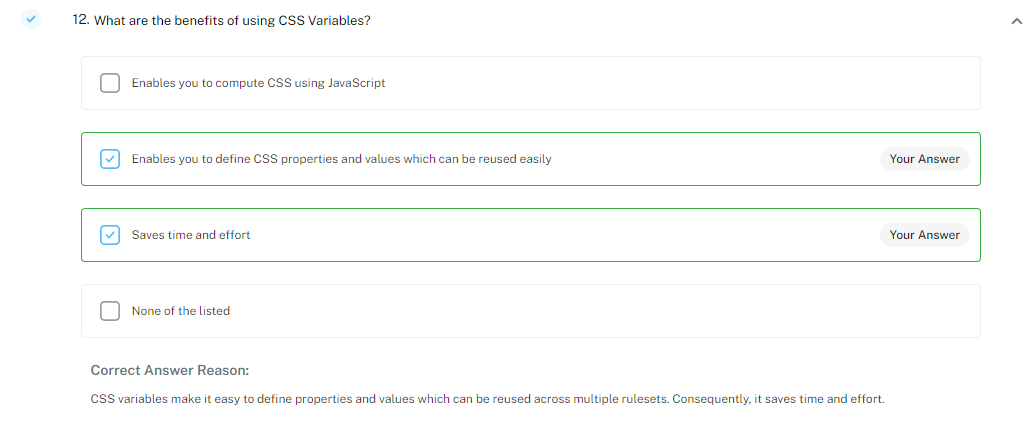 12. What are the benefits of using CSS Variables?
Enables you to compute CSS using JavaScript
Enables you to define CSS properties and values which can be reused easily Your Answer
Saves time and effort Your Answer
None of the listed
Correct Answer Reason:
CSS variables make it easy to define properties and values which can be reused across multiple rulesets. Consequently, it saves time and effort.